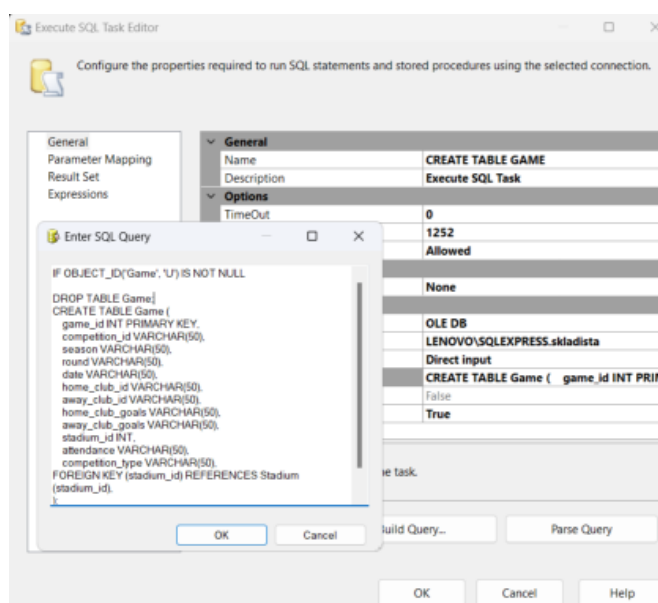 Execute SQL Task Editor
Configure the properties required to run SQL statements and stored procedures using the selected connection.
General
Parameter Mapping
Result Set
Expressions
General
Name CREATE TABLE GAME
Description Execute SQL Task
Options
TimeOut 0
1252
Allowed
None
OLE DB
LENOVO\SQLEXPRESS.skladista
Direct input
CREATE TABLE Game ( game_id INT PRIM
False
True
Enter SQL Query
IF OBJECT_ID('Game', 'U') IS NOT NULL
DROP TABLE Game;
CREATE TABLE Game (
game_id INT PRIMARY KEY,
competition_id VARCHAR(50),
season VARCHAR(50),
round VARCHAR(50),
date VARCHAR(50),
home_club_id VARCHAR(50),
away_club_id VARCHAR(50),
home_club_goals VARCHAR(50),
away_club_goals VARCHAR(50),
stadium_id INT,
attendance VARCHAR(50),
competition_type VARCHAR(50),
FOREIGN KEY (stadium_id) REFERENCES Stadium
(stadium_id),
);
OK
Cancel
e task.
Build Query...
Parse Query
OK
Cancel
Help